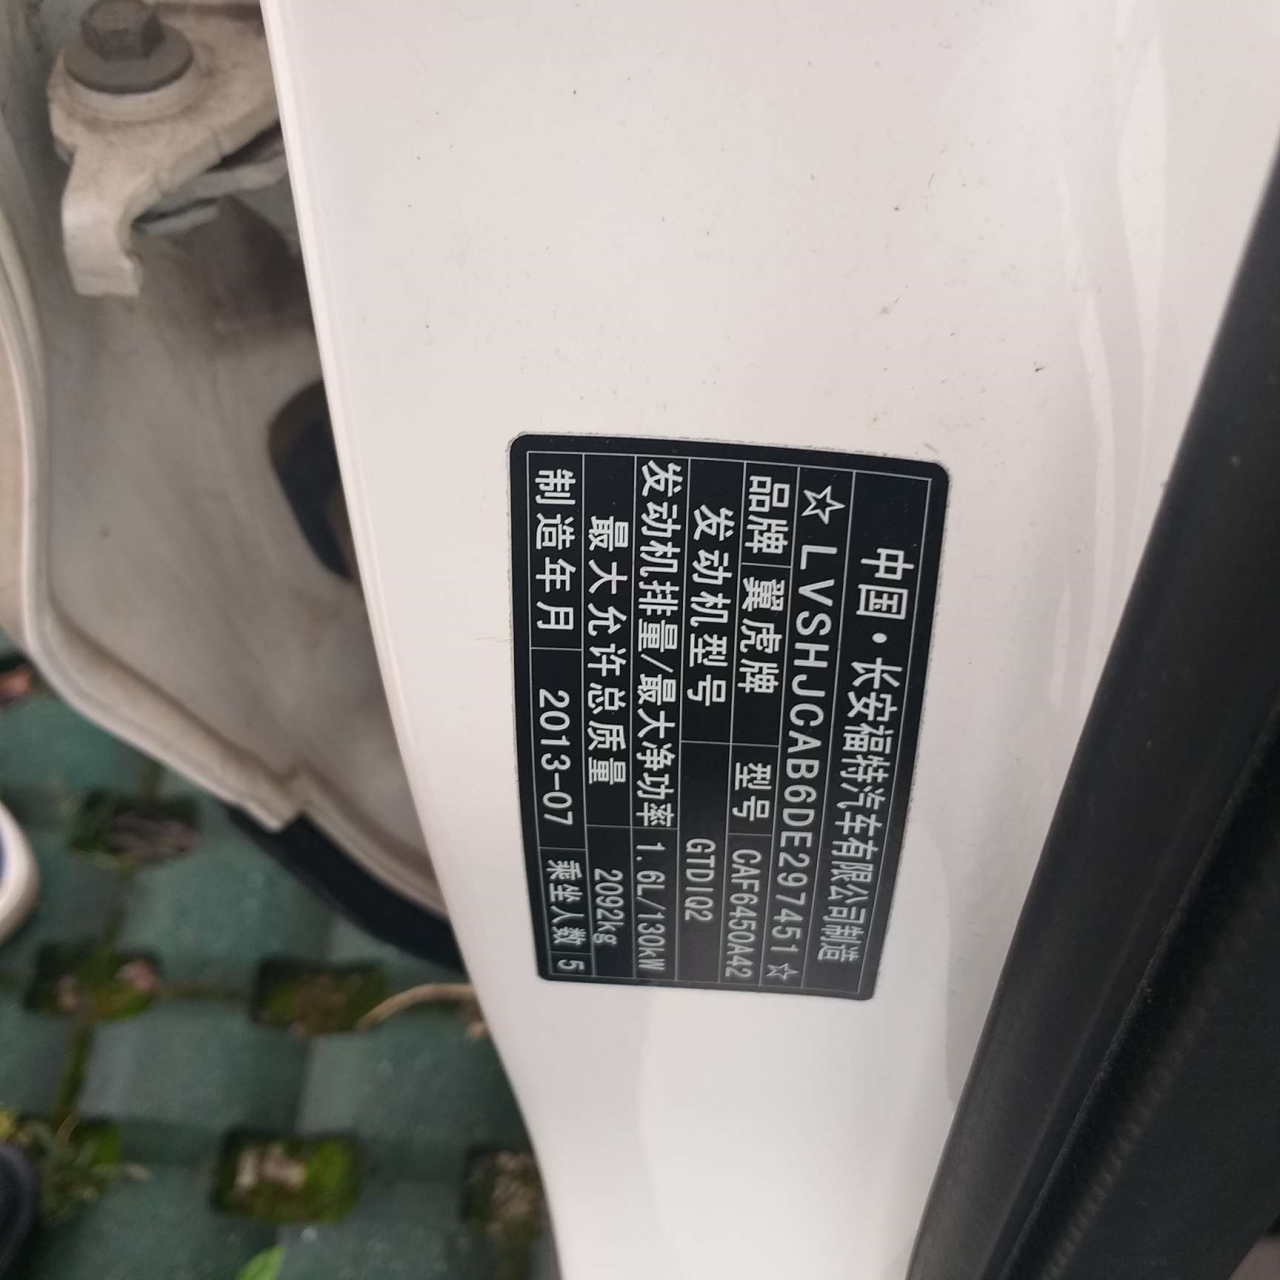 中国·长安福特汽车有限公司制造
☆LVSHJCAB6DE297451☆
品牌 翼虎牌 型号 CAF6450A42
发动机型号 GTDIQ2
发动机排量/最大净功率 1.6L/130kW
最大允许总质量 2092kg
制造年月 2013-07 乘坐人数 5